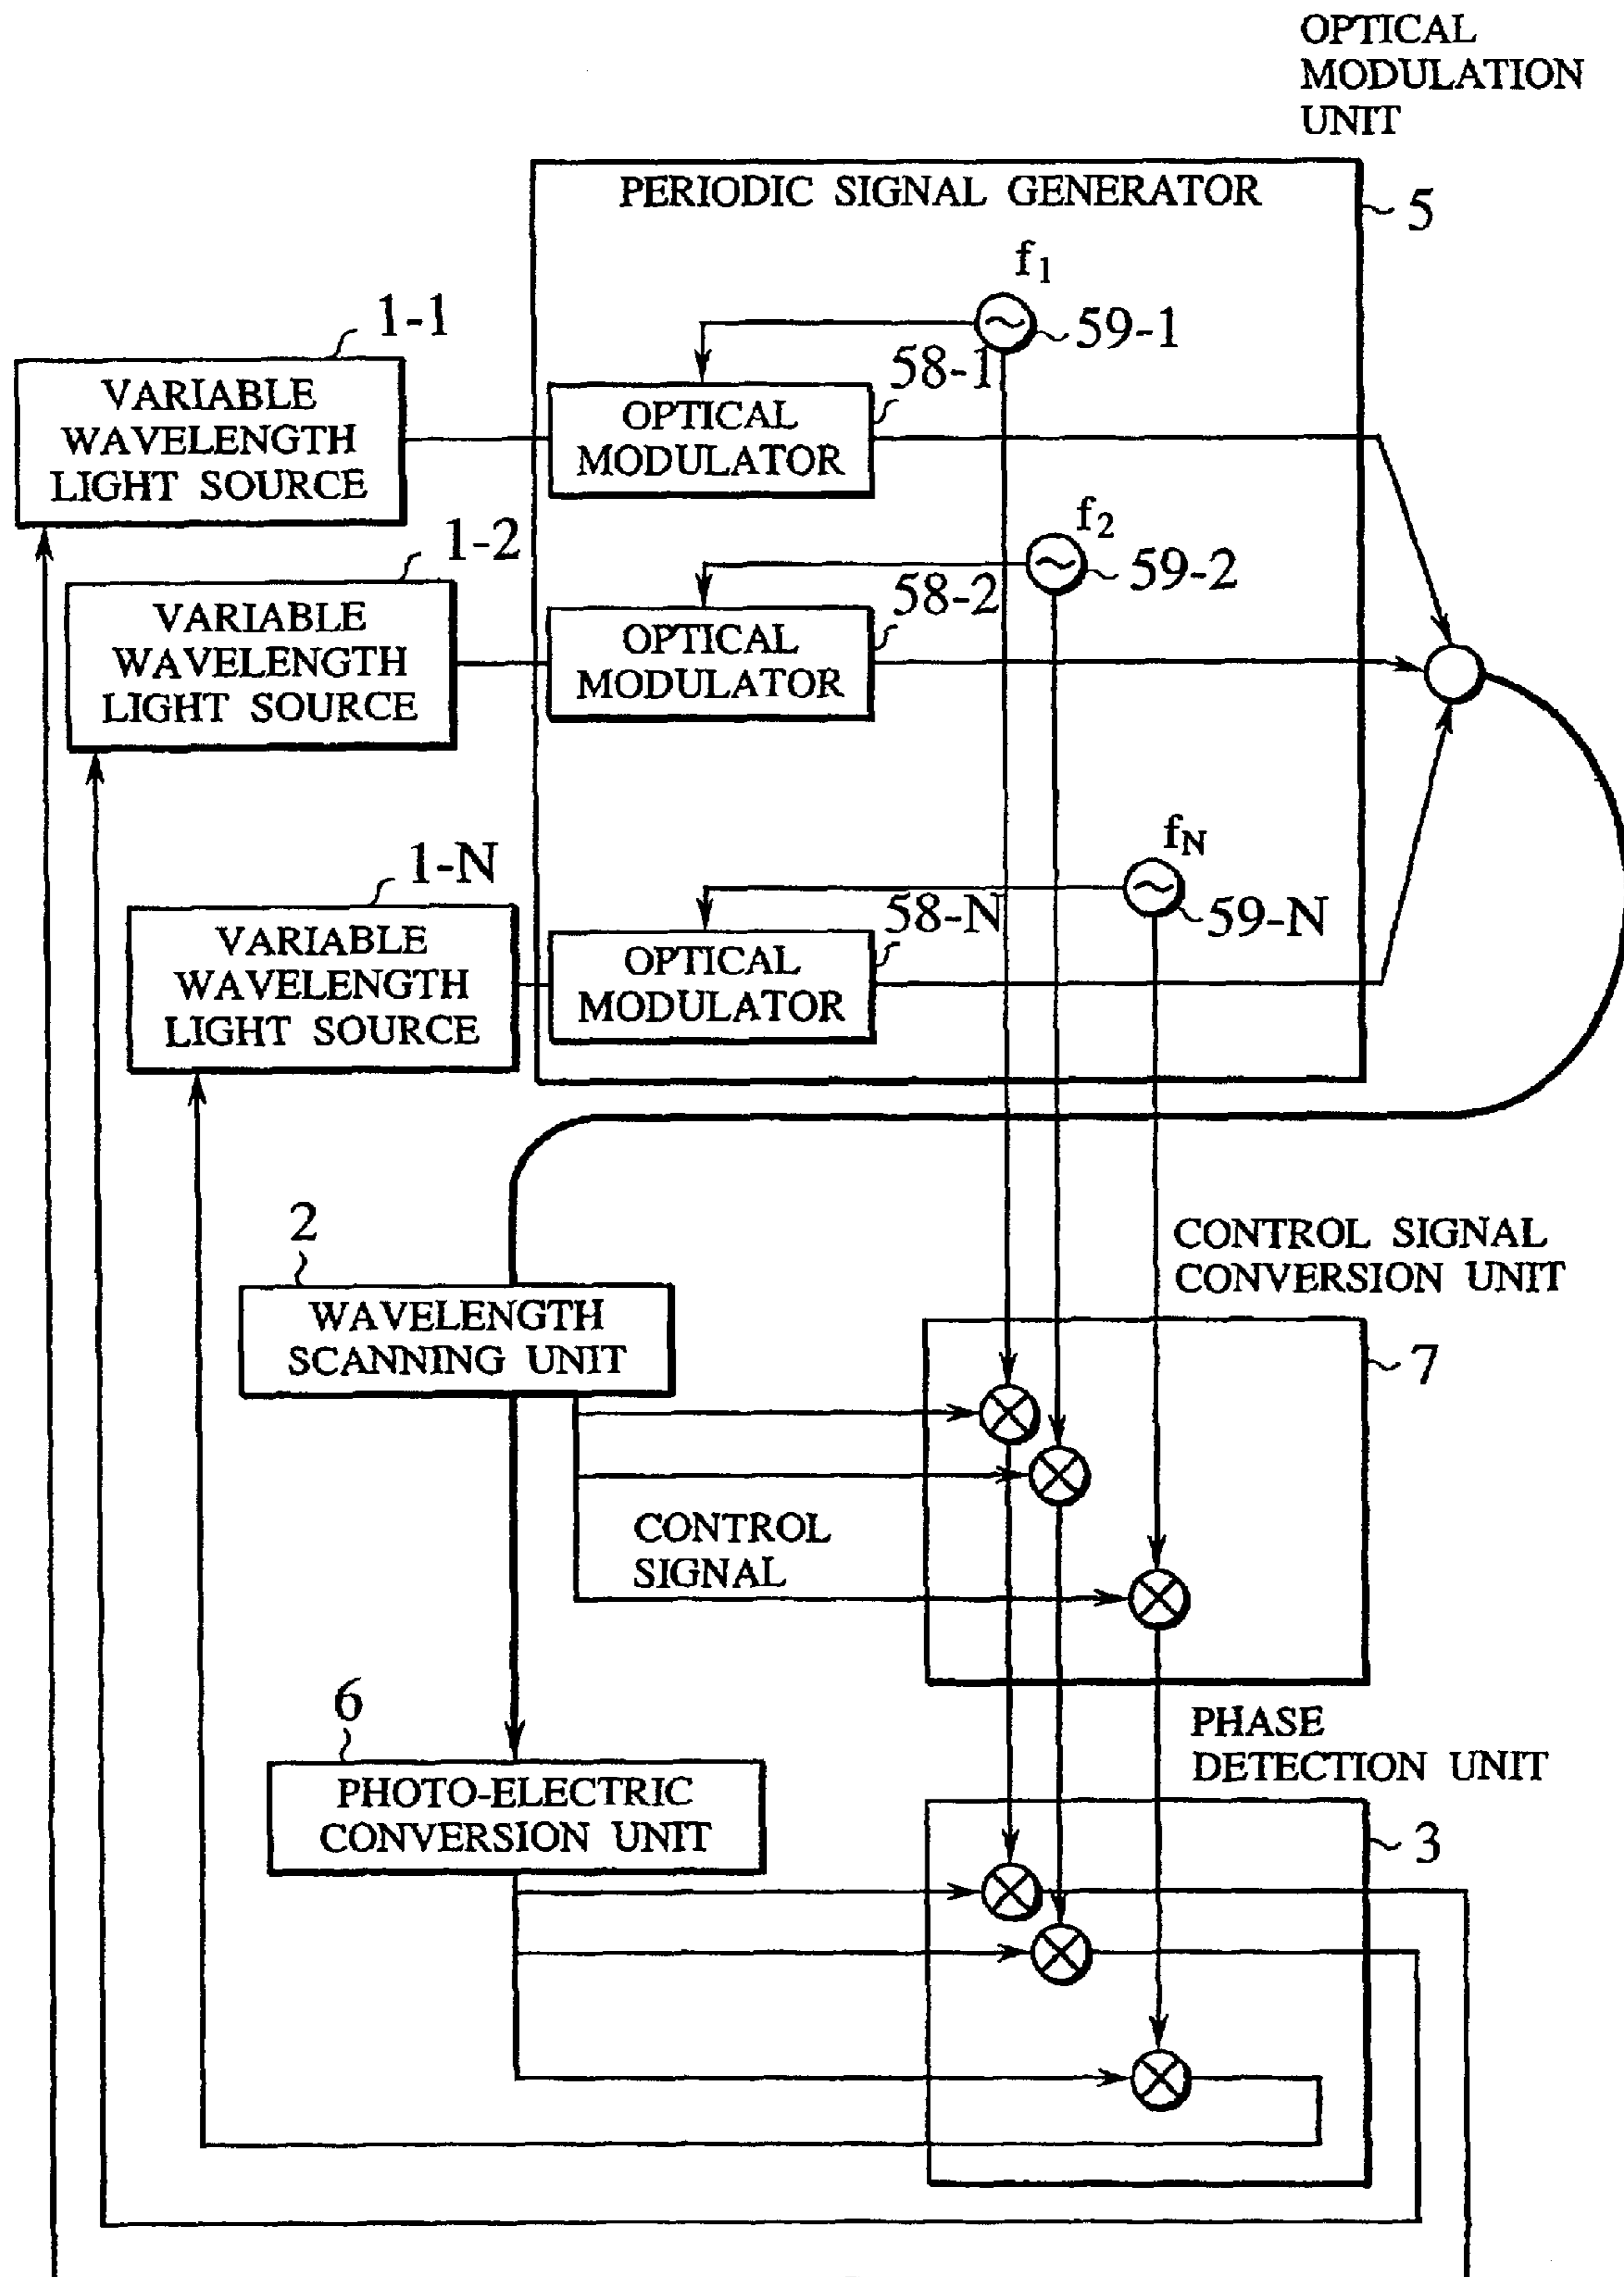 OPTICAL
MODULATION
UNIT
PERIODIC SIGNAL GENERATOR
5
f1
1-1
59-1
58-1
VARIABLE
WAVELENGTH
LIGHT SOURCE
OPTICAL
MODULATOR
f2
1-2
59-2
58-2
VARIABLE
WAVELENGTH
LIGHT SOURCE
OPTICAL
MODULATOR
fN
1-N
59-N
58-N
VARIABLE
WAVELENGTH
LIGHT SOURCE
OPTICAL
MODULATOR
2
CONTROL SIGNAL
CONVERSION UNIT
WAVELENGTH
SCANNING UNIT
7
CONTROL
SIGNAL
6
PHASE
DETECTION UNIT
PHOTO-ELECTRIC
CONVERSION UNIT
3